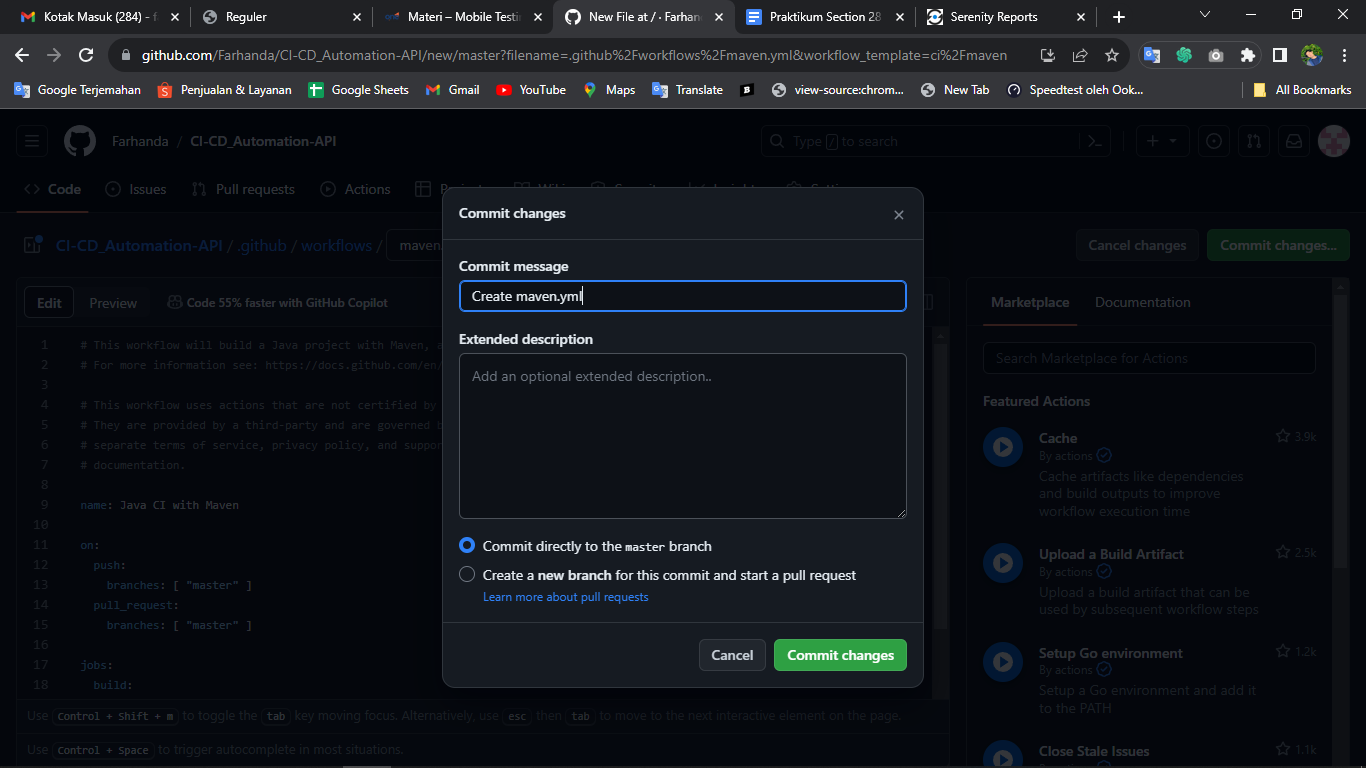 Kotak Masuk (284) - f
Reguler
Materi – Mobile Testi
New File at / · Farhan
Praktikum Section 28
Serenity Reports
github.com/Farhanda/CI-CD_Automation-API/new/master?filename=.github%2Fworkflows%2Fmaven.yml&workflow_template=ci%2Fmaven
Google Terjemahan
Penjualan & Layanan
Google Sheets
Gmail
YouTube
Maps
Translate
view-source:chrom...
New Tab
Speedtest oleh Ook...
All Bookmarks
Farhanda / CI-CD_Automation-API
Type / to search
Code
Issues
Pull requests
Actions
CI-CD_Automation-API / .github / workflows /
maven.
Cancel changes
Commit changes...
Edit
Preview
Code 55% faster with GitHub Copilot
1 # This workflow will build a Java project with Maven, a
2 # For more information see: https://docs.github.com/en/
3
4 # This workflow uses actions that are not certified by
5 # They are provided by a third-party and are governed b
6 # separate terms of service, privacy policy, and suppor
7 # documentation.
8
9 name: Java CI with Maven
10
11 on:
12 push:
13 branches: [ "master" ]
14 pull_request:
15 branches: [ "master" ]
16
17 jobs:
18 build:
Use Control + Shift + m to toggle the tab key moving focus. Alternatively, use esc then tab to move to the next interactive element on the page.
Use Control + Space to trigger autocomplete in most situations.
Commit changes
Commit message
Create maven.yml
Extended description
Add an optional extended description..
Commit directly to the master branch
Create a new branch for this commit and start a pull request
Learn more about pull requests
Cancel
Commit changes
Marketplace
Documentation
Search Marketplace for Actions
Featured Actions
Cache
3.9k
By actions
Cache artifacts like dependencies
and build outputs to improve
workflow execution time
Upload a Build Artifact
2.5k
By actions
Upload a build artifact that can be
used by subsequent workflow steps
Setup Go environment
1.2k
By actions
Setup a Go environment and add it
to the PATH
Close Stale Issues
1.1k